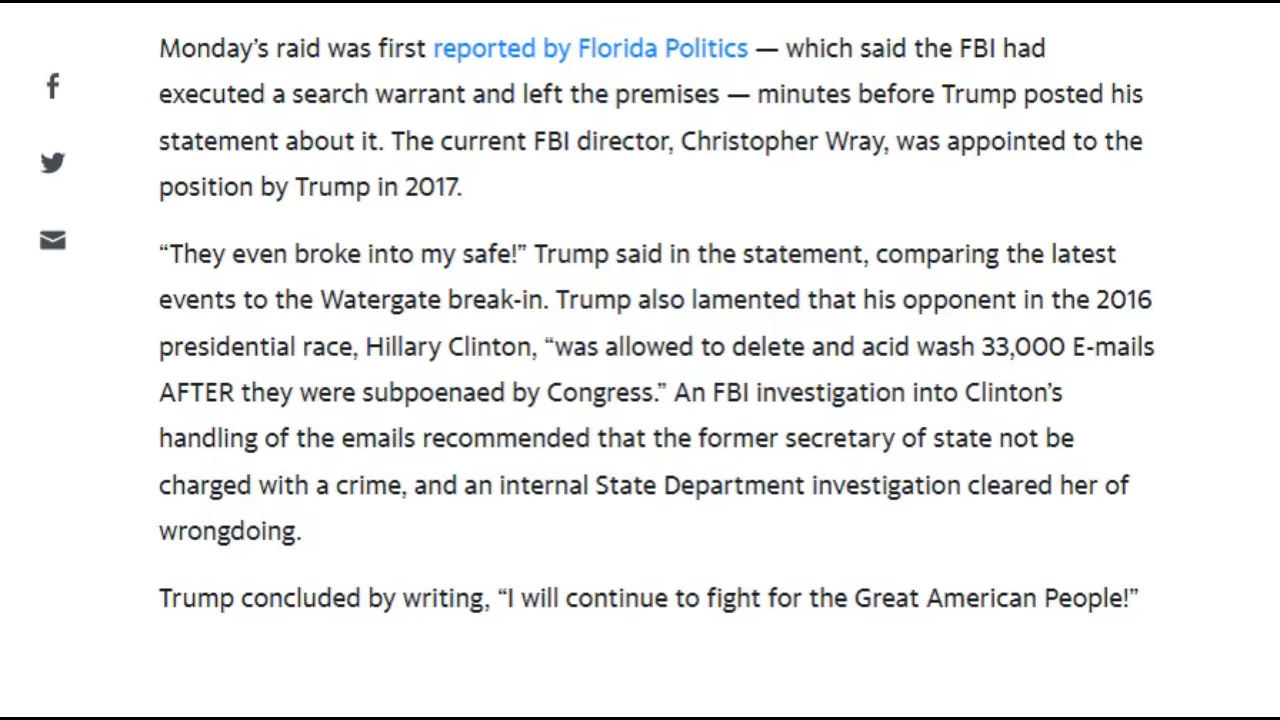 Monday’s raid was first reported by Florida Politics — which said the FBI had
executed a search warrant and left the premises — minutes before Trump posted his
statement about it. The current FBI director, Christopher Wray, was appointed to the
position by Trump in 2017.
“They even broke into my safe!” Trump said in the statement, comparing the latest
events to the Watergate break-in. Trump also lamented that his opponent in the 2016
presidential race, Hillary Clinton, “was allowed to delete and acid wash 33,000 E-mails
AFTER they were subpoenaed by Congress.” An FBI investigation into Clinton’s
handling of the emails recommended that the former secretary of state not be
charged with a crime, and an internal State Department investigation cleared her of
wrongdoing.
Trump concluded by writing, “I will continue to fight for the Great American People!”